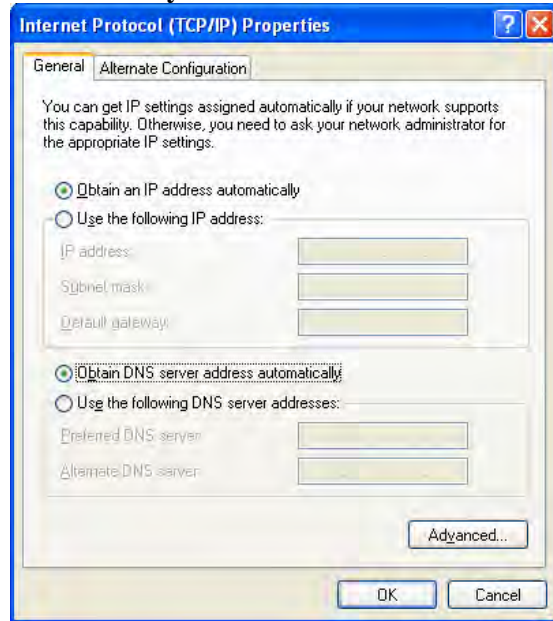 Internet Protocol (TCP/IP) Properties
General Alternate Configuration
You can get IP settings assigned automatically if your network supports
this capability. Otherwise, you need to ask your network administrator for
the appropriate IP settings.
Obtain an IP address automatically
Use the following IP address:
IP address:
Subnet mask:
Default gateway:
Obtain DNS server address automatically
Use the following DNS server addresses:
Preferred DNS server:
Alternate DNS server:
Advanced...
OK Cancel